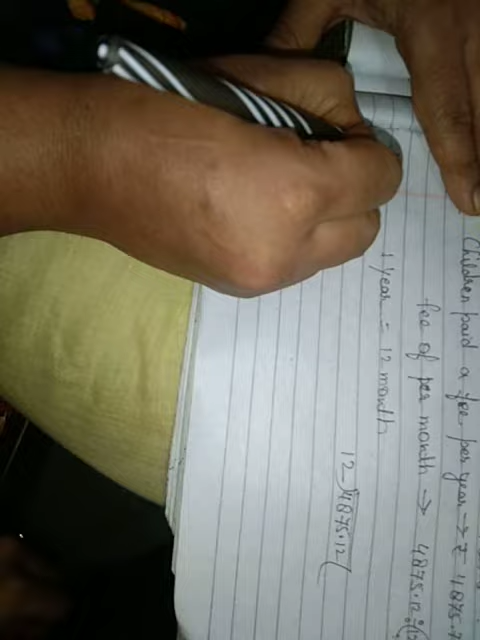 Children paid a fee per year → ₹ 4875.
fee of per month → 4875.12 ÷ 12
1 year = 12 month
12 ) 4875.12 (